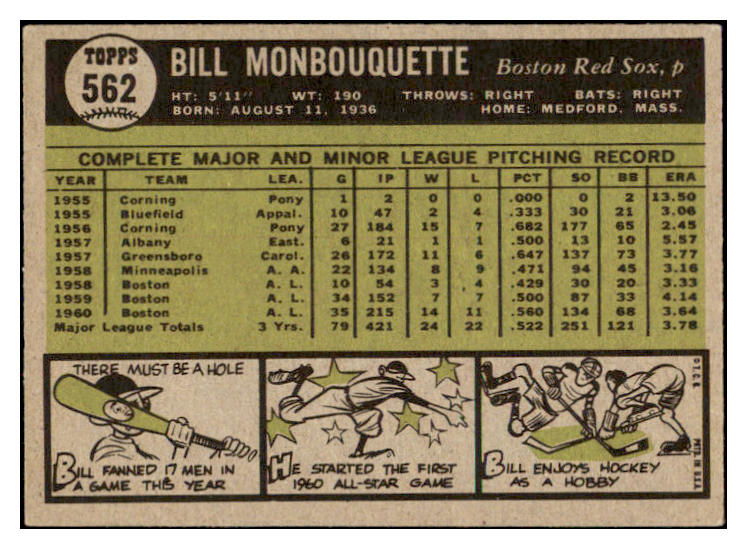 TOPPS
562
BILL MONBOUQUETTE Boston Red Sox, p
HT: 5'11" WT: 190 THROWS: RIGHT BATS: RIGHT
BORN: AUGUST 11, 1936 HOME: MEDFORD, MASS.
COMPLETE MAJOR AND MINOR LEAGUE PITCHING RECORD
YEAR TEAM LEA. G IP W L PCT SO BB ERA
1955 Corning Pony 1 2 0 0 .000 0 2 13.50
1955 Bluefield Appal. 10 47 2 4 .333 30 21 3.06
1956 Corning Pony 27 184 15 7 .682 177 65 2.45
1957 Albany East. 6 21 1 1 .500 13 10 5.57
1957 Greensboro Carol. 26 172 11 6 .647 137 73 3.77
1958 Minneapolis A. A. 22 134 8 9 .471 94 45 3.16
1958 Boston A. L. 10 54 3 4 .429 30 20 3.33
1959 Boston A. L. 34 152 7 7 .500 87 33 4.14
1960 Boston A. L. 35 215 14 11 .560 134 68 3.64
Major League Totals 3 Yrs. 79 421 24 22 .522 251 121 3.78
THERE MUST BE A HOLE
BILL FANNED 17 MEN IN
A GAME THIS YEAR
HE STARTED THE FIRST
1960 ALL-STAR GAME
BILL ENJOYS HOCKEY
AS A HOBBY
©T.C.G.
PRTD. IN U.S.A.